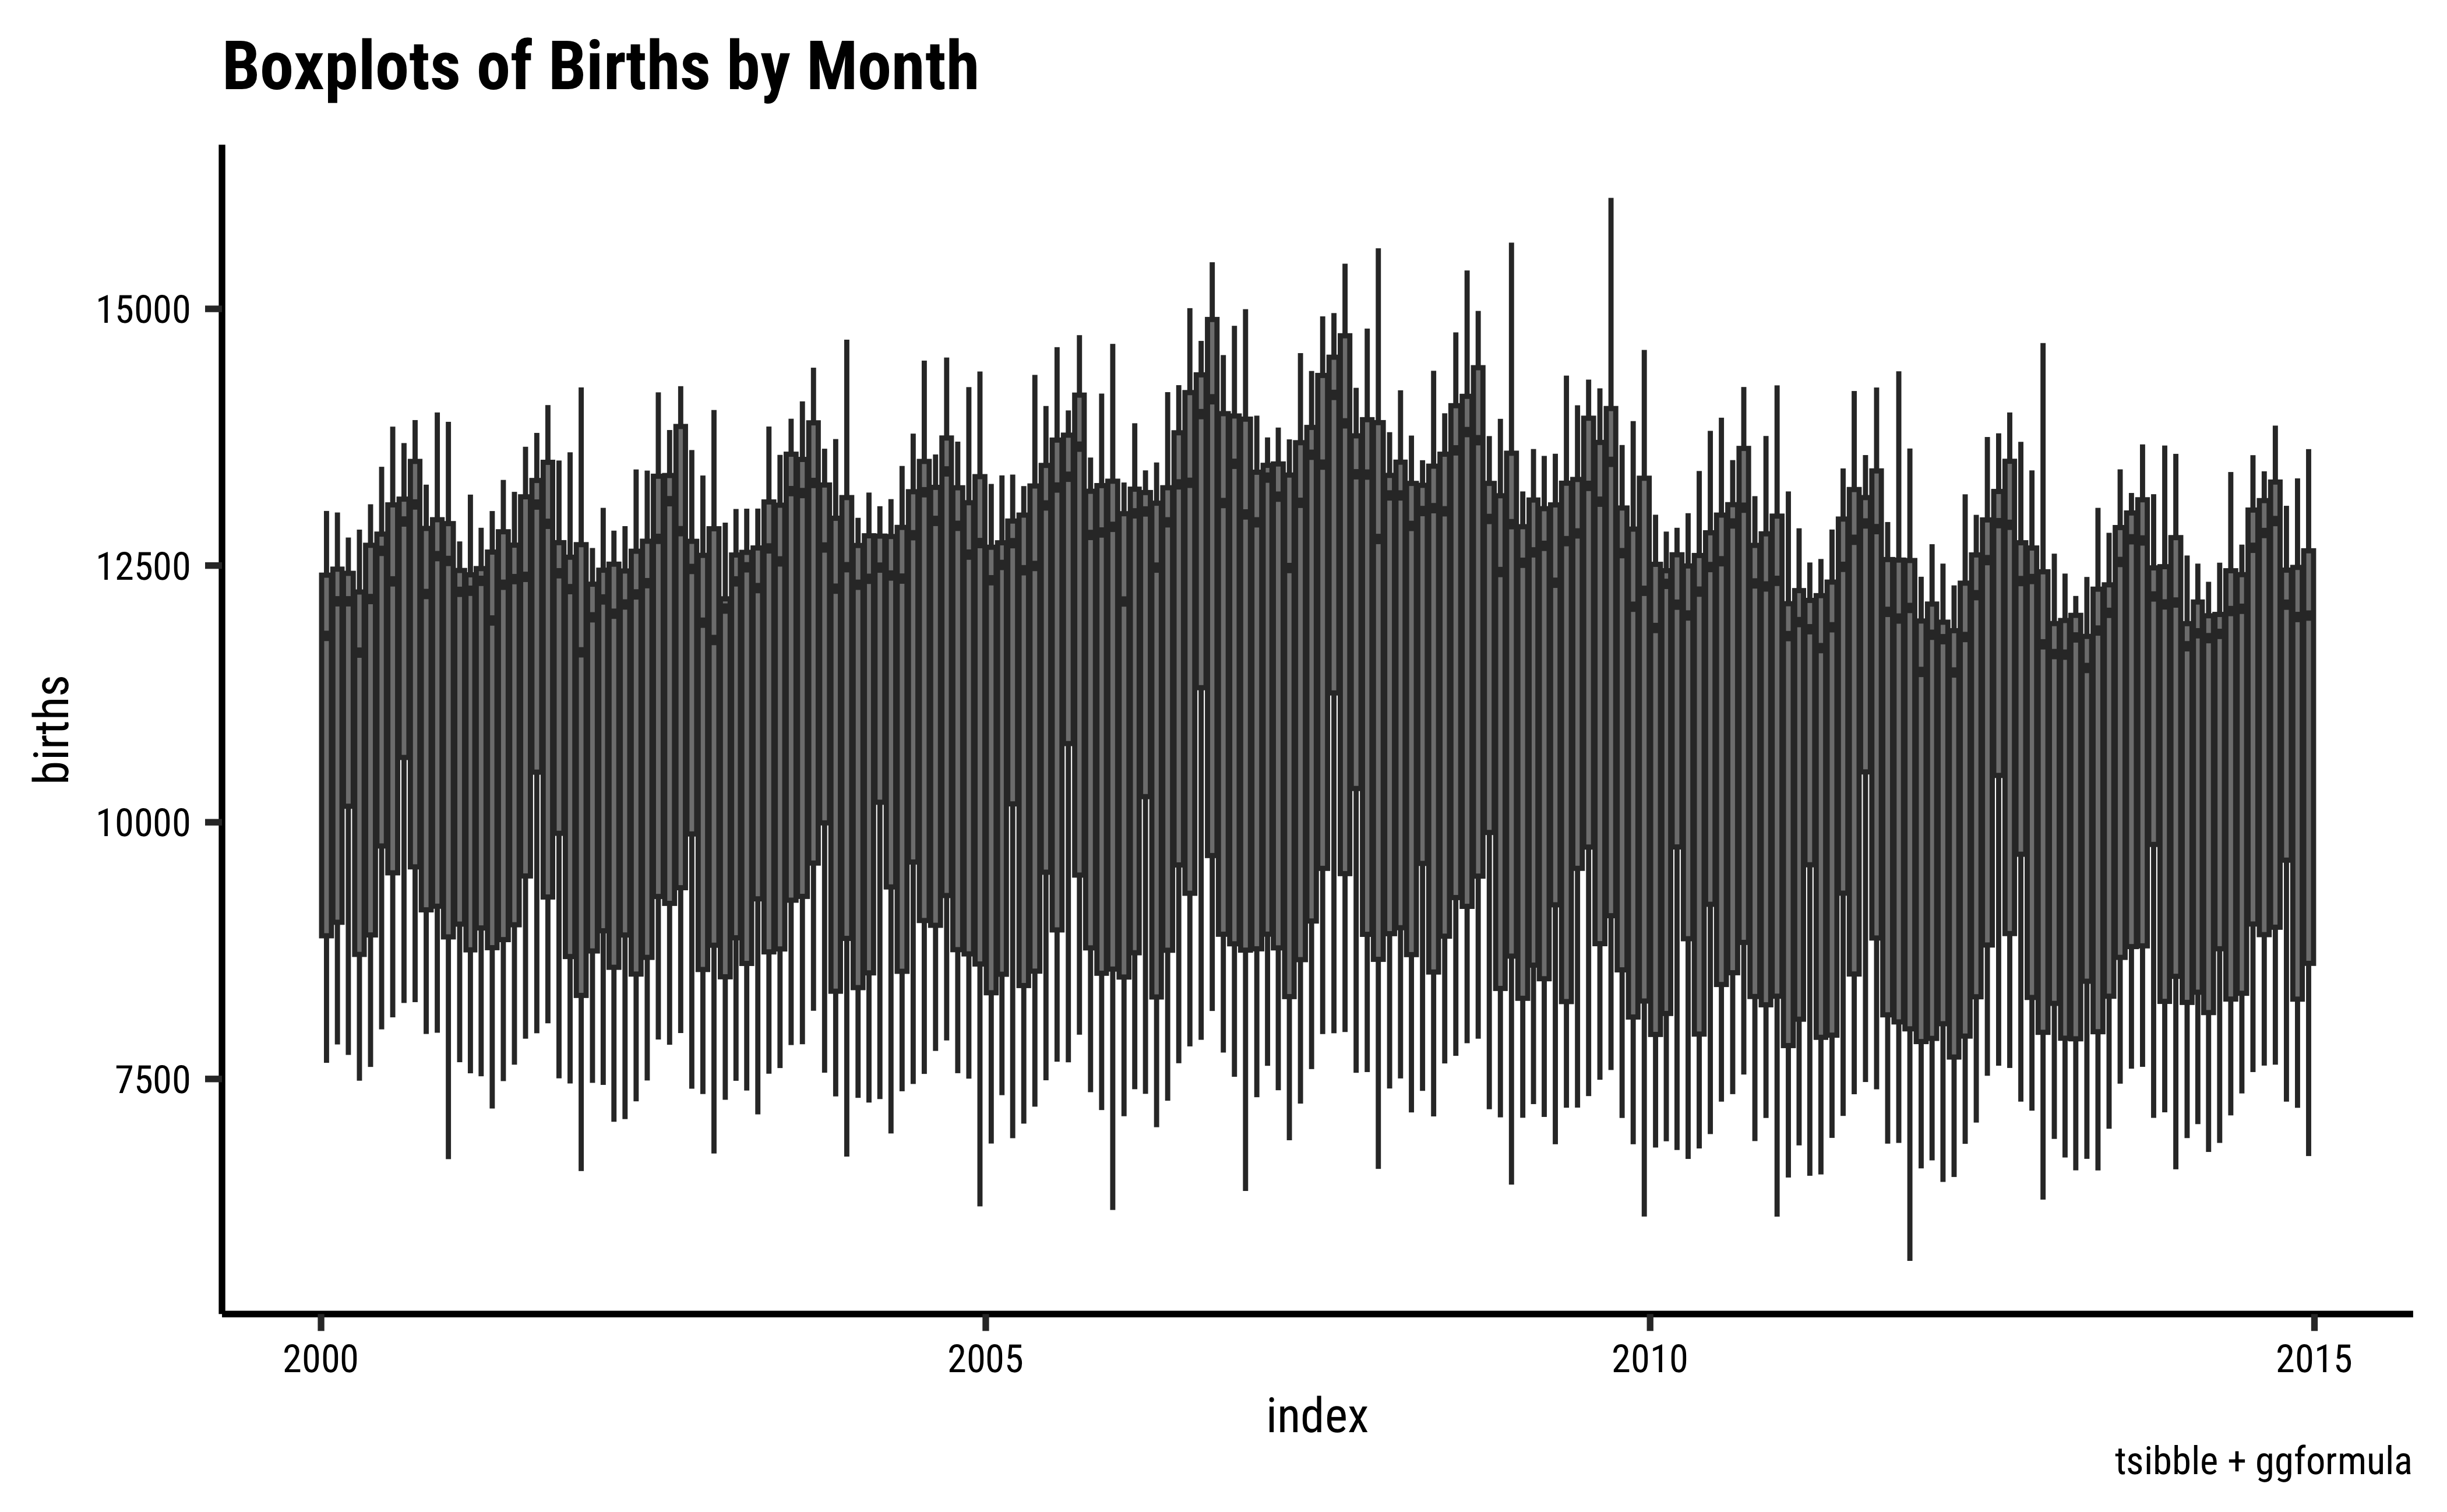 Boxplots of Births by Month
births
15000
12500
10000
7500
2000
2005
2010
2015
index
tsibble + ggformula